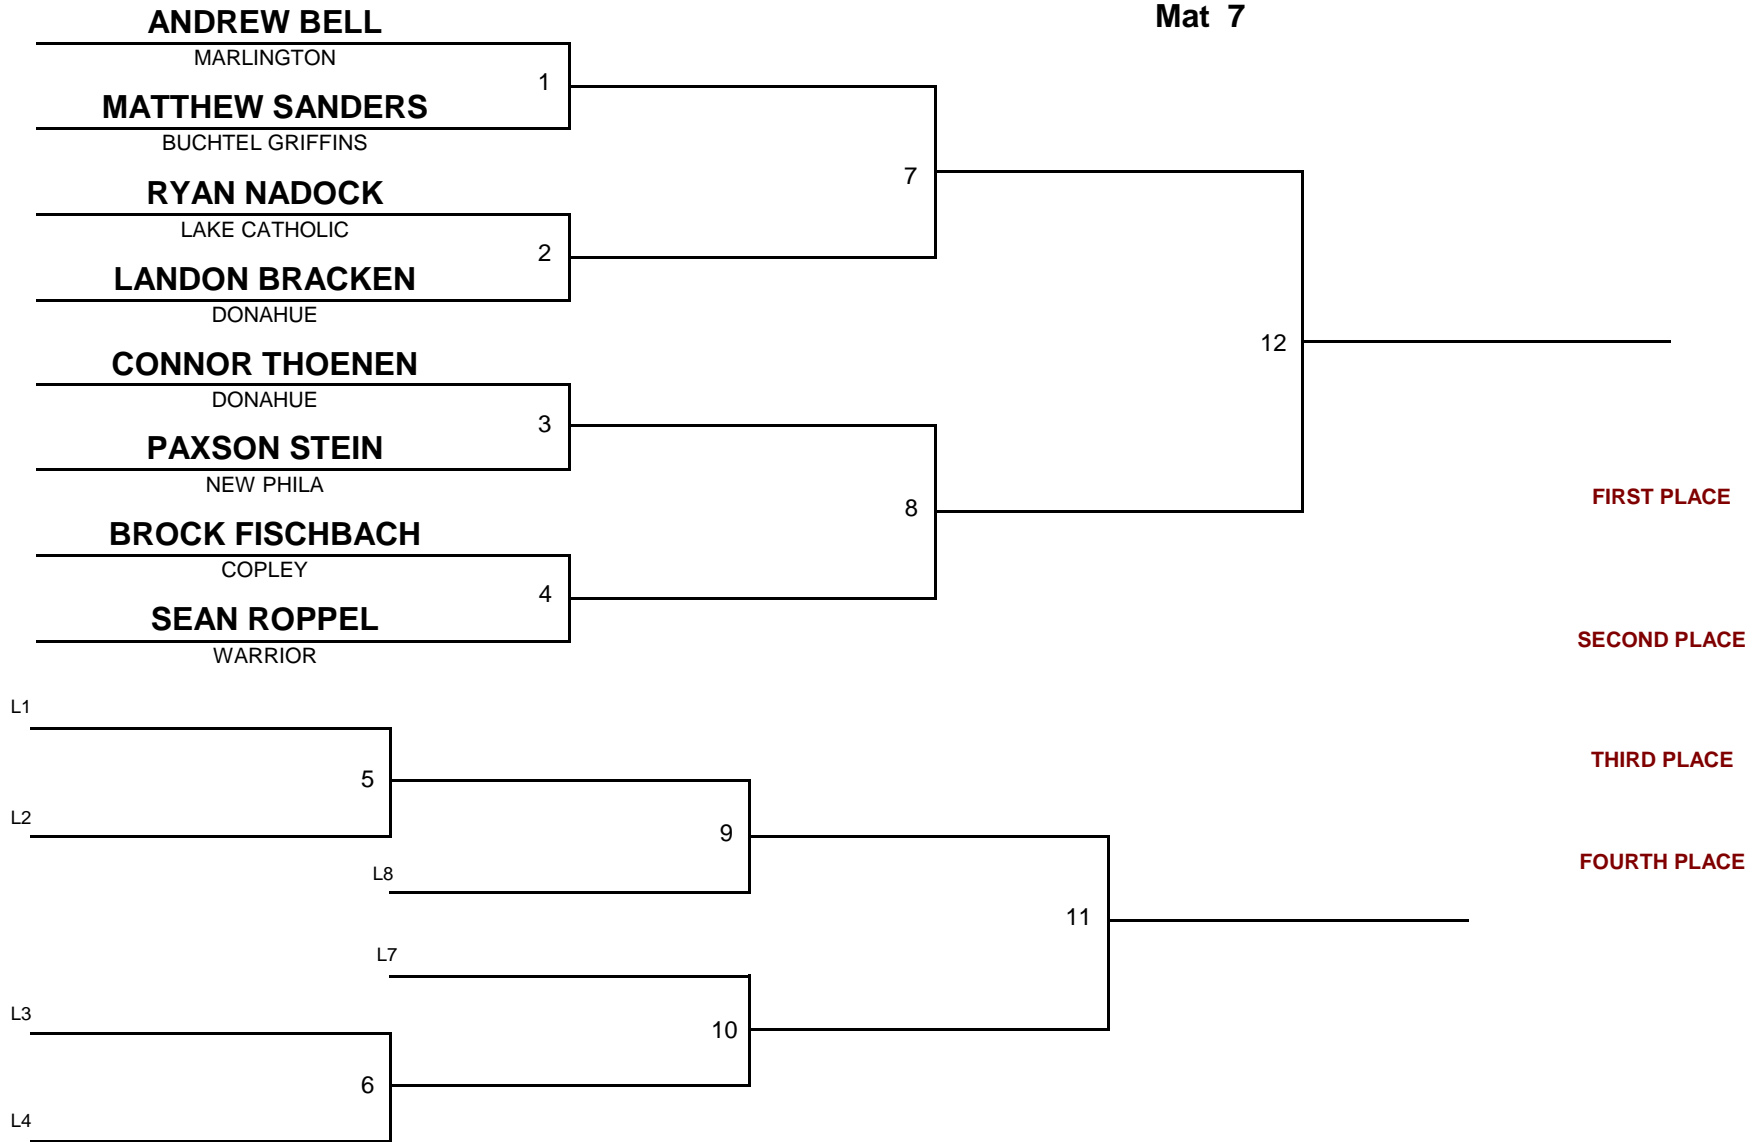 ANDREW BELL
Mat 7
MARLINGTON
1
MATTHEW SANDERS
BUCHTEL GRIFFINS
7
RYAN NADOCK
LAKE CATHOLIC
2
LANDON BRACKEN
DONAHUE
12
CONNOR THOENEN
DONAHUE
3
PAXSON STEIN
NEW PHILA
FIRST PLACE
8
BROCK FISCHBACH
COPLEY
4
SEAN ROPPEL
WARRIOR
SECOND PLACE
L1
THIRD PLACE
5
L2
9
FOURTH PLACE
L8
11
L7
L3
10
6
L4